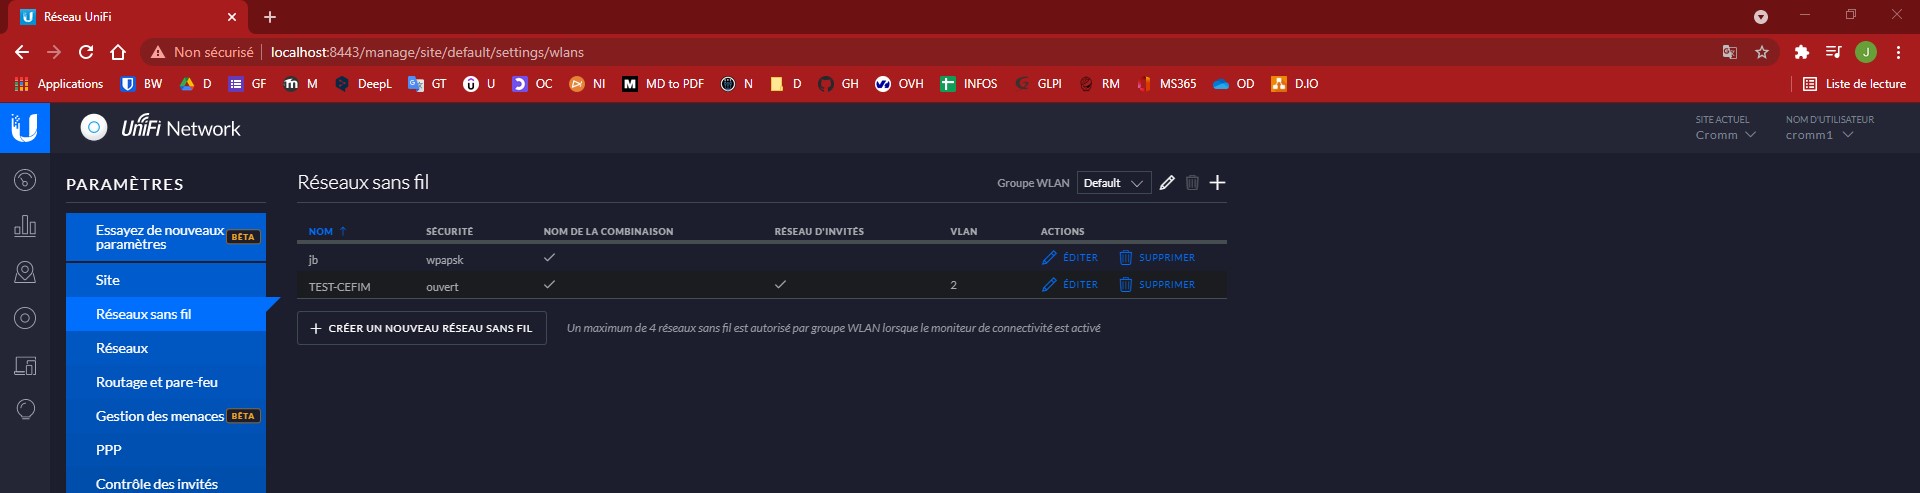 Réseau UniFi
Non sécurisé localhost:8443/manage/site/default/settings/wlans
J
Applications BW D GF M DeepL GT U OC NI MD to PDF N D GH OVH INFOS GLPI RM MS365 OD D.IO Liste de lecture
UniFi Network
SITE ACTUEL NOM D'UTILISATEUR
Cromm cromm1
PARAMÈTRES
Réseaux sans fil
Groupe WLAN Default
Essayez de nouveaux paramètres BÊTA
Site
Réseaux sans fil
Réseaux
Routage et pare-feu
Gestion des menaces BÊTA
PPP
Contrôle des invités
NOM SÉCURITÉ NOM DE LA COMBINAISON RÉSEAU D'INVITÉS VLAN ACTIONS
jb wpapsk ÉDITER SUPPRIMER
TEST-CEFIM ouvert 2 ÉDITER SUPPRIMER
CRÉER UN NOUVEAU RÉSEAU SANS FIL Un maximum de 4 réseaux sans fil est autorisé par groupe WLAN lorsque le moniteur de connectivité est activé